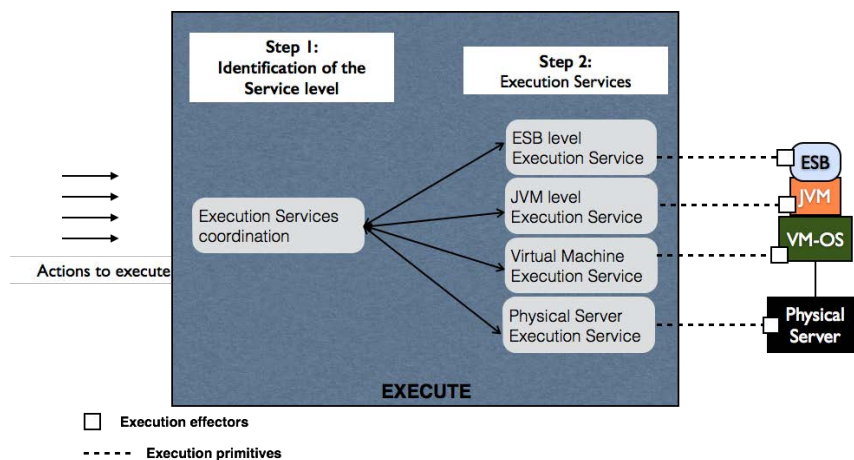 Step 1:
Identification of the
Service level
Step 2:
Execution Services
ESB level
Execution Service
JVM level
Execution Service
Execution Services
coordination
Virtual Machine
Execution Service
Physical Server
Execution Service
Actions to execute
ESB
JVM
VM-OS
Physical
Server
EXECUTE
Execution effectors
Execution primitives